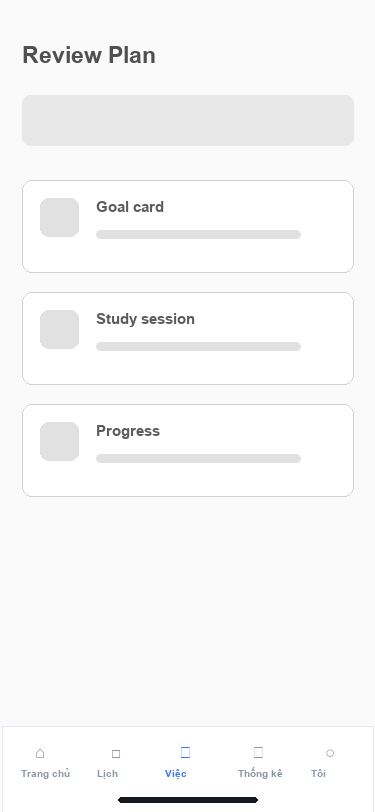 Review Plan
Goal card
Study session
Progress
Trang chủ Lịch Việc Thống kê Tôi